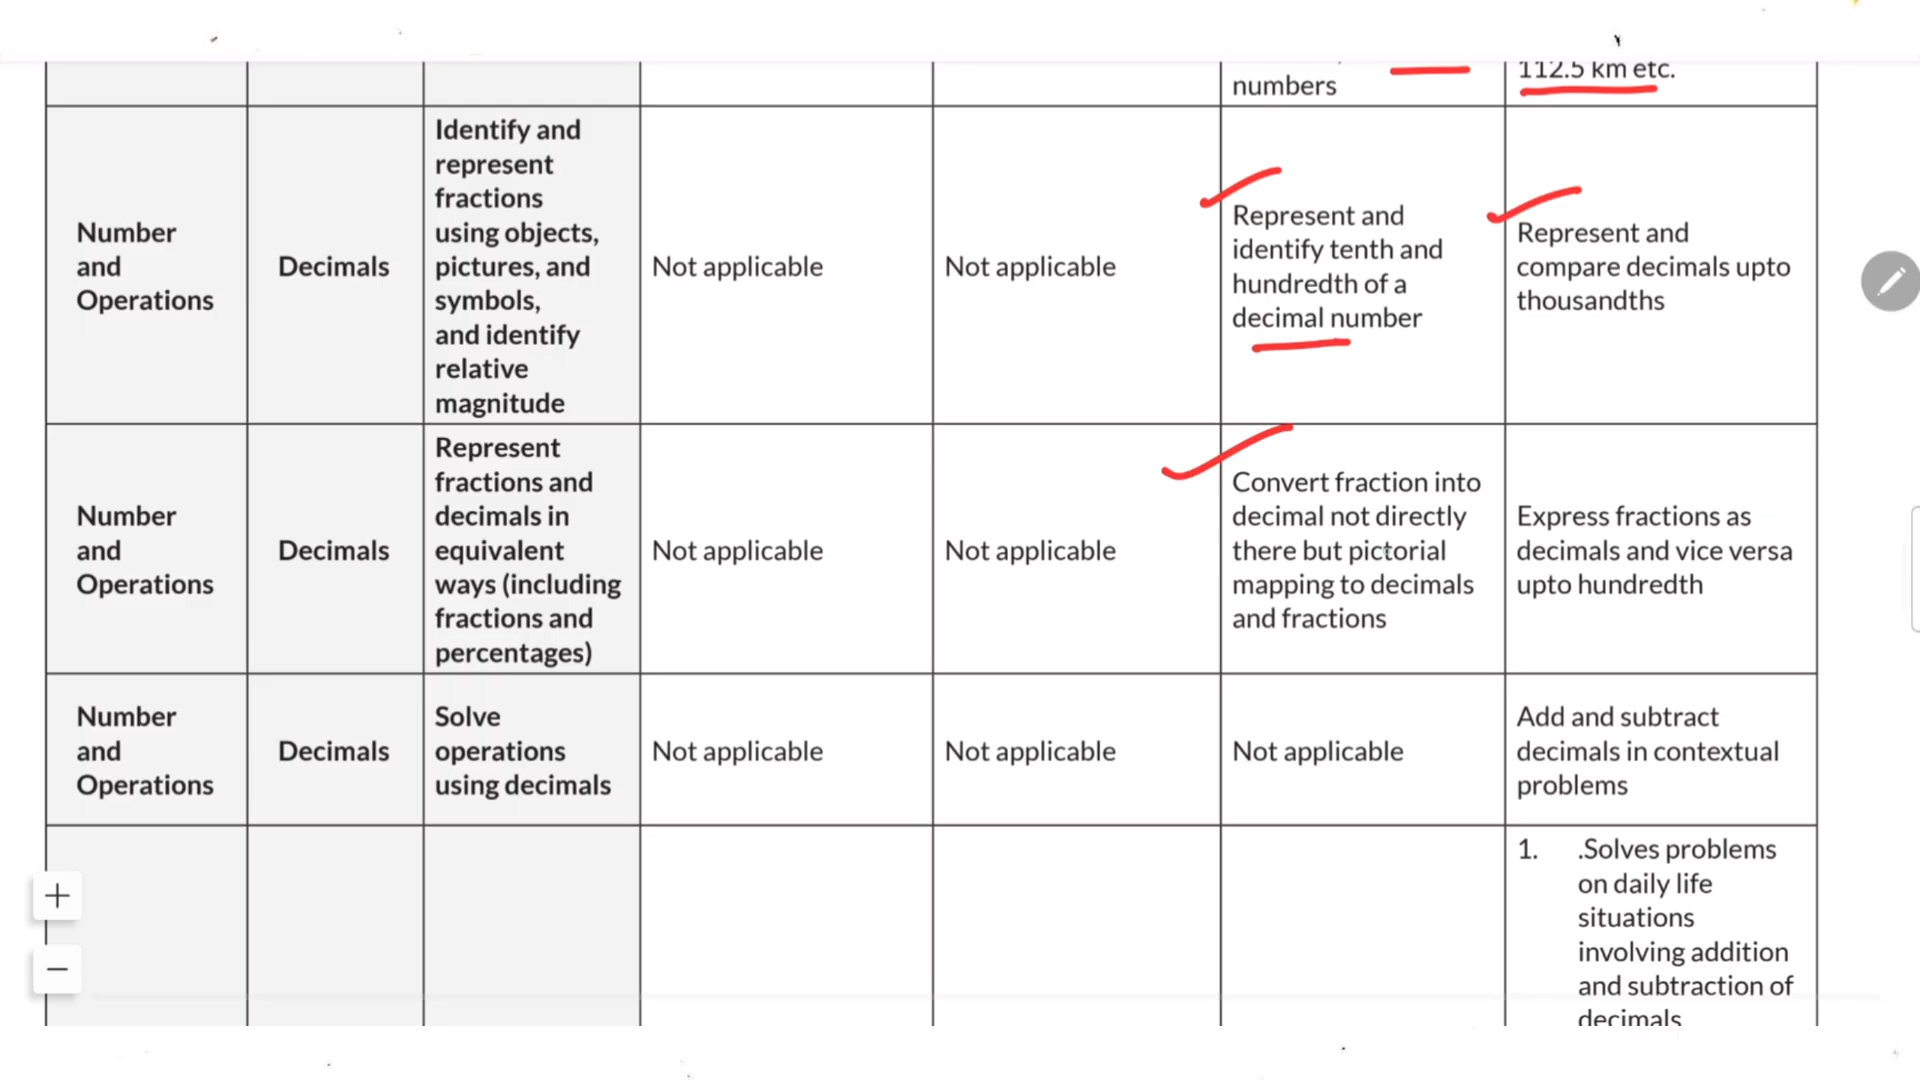 numbers
112.5 km etc.
Number
and
Operations
Decimals
Identify and
represent
fractions
using objects,
pictures, and
symbols,
and identify
relative
magnitude
Not applicable
Not applicable
Represent and
identify tenth and
hundredth of a
decimal number
Represent and
compare decimals upto
thousandths
Number
and
Operations
Decimals
Represent
fractions and
decimals in
equivalent
ways (including
fractions and
percentages)
Not applicable
Not applicable
Convert fraction into
decimal not directly
there but pictorial
mapping to decimals
and fractions
Express fractions as
decimals and vice versa
upto hundredth
Number
and
Operations
Decimals
Solve
operations
using decimals
Not applicable
Not applicable
Not applicable
Add and subtract
decimals in contextual
problems
1. .Solves problems
on daily life
situations
involving addition
and subtraction of
decimals